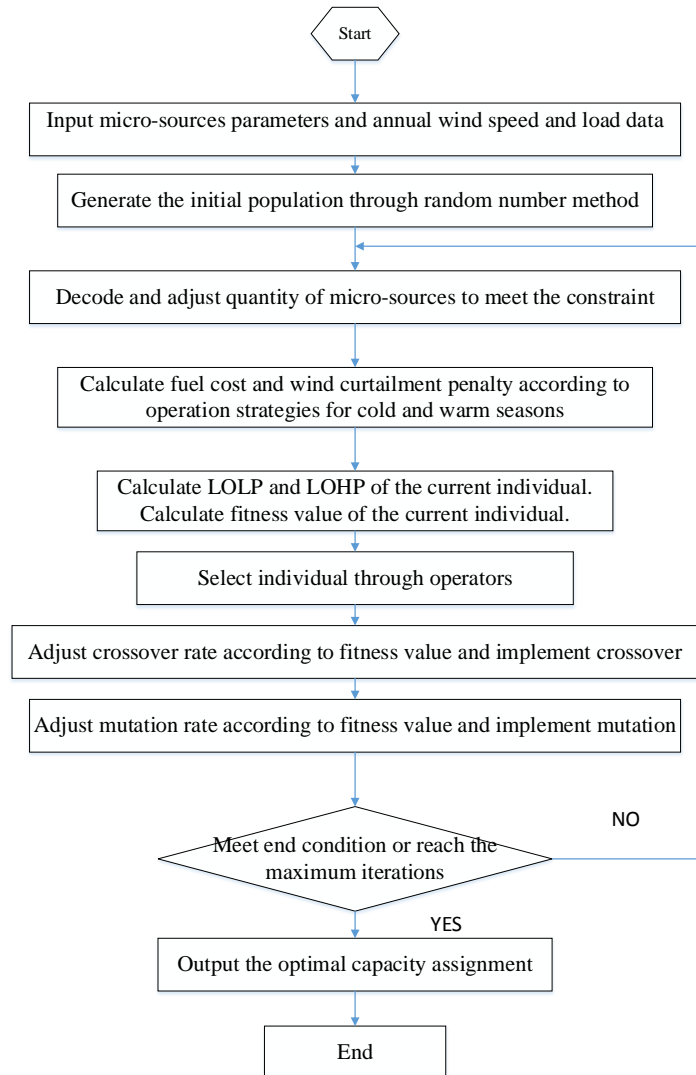 Start
Input micro-sources parameters and annual wind speed and load data
Generate the initial population through random number method
Decode and adjust quantity of micro-sources to meet the constraint
Calculate fuel cost and wind curtailment penalty according to
operation strategies for cold and warm seasons
Calculate LOLP and LOHP of the current individual.
Calculate fitness value of the current individual.
Select individual through operators
Adjust crossover rate according to fitness value and implement crossover
Adjust mutation rate according to fitness value and implement mutation
Meet end condition or reach the
maximum iterations
NO
YES
Output the optimal capacity assignment
End